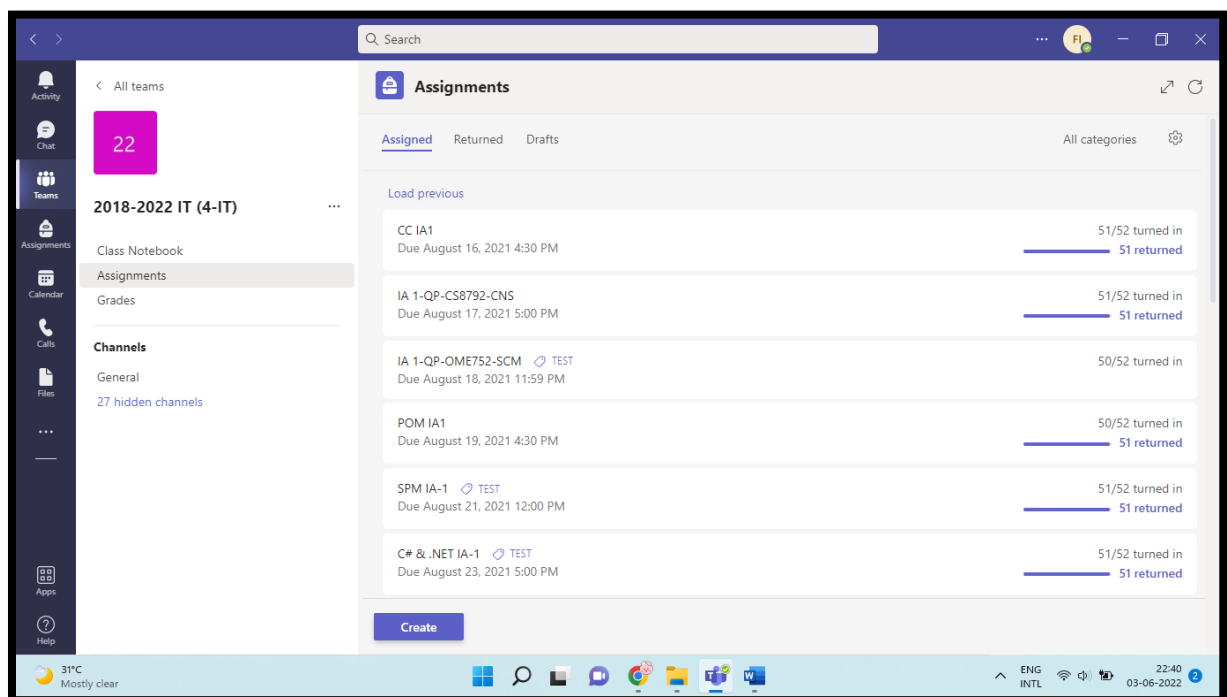 Search
FI
Activity
Chat
Teams
Assignments
Calendar
Calls
Files
Apps
Help
All teams
22
2018-2022 IT (4-IT)
Class Notebook
Assignments
Grades
Channels
General
27 hidden channels
Assignments
Assigned Returned Drafts All categories
Load previous
CC IA1 51/52 turned in
Due August 16, 2021 4:30 PM 51 returned
IA 1-QP-CS8792-CNS 51/52 turned in
Due August 17, 2021 5:00 PM 51 returned
IA 1-QP-OME752-SCM TEST 50/52 turned in
Due August 18, 2021 11:59 PM
POM IA1 50/52 turned in
Due August 19, 2021 4:30 PM 51 returned
SPM IA-1 TEST 51/52 turned in
Due August 21, 2021 12:00 PM 51 returned
C# & .NET IA-1 TEST 51/52 turned in
Due August 23, 2021 5:00 PM 51 returned
Create
31°C
Mostly clear
ENG
INTL
22:40
03-06-2022
2